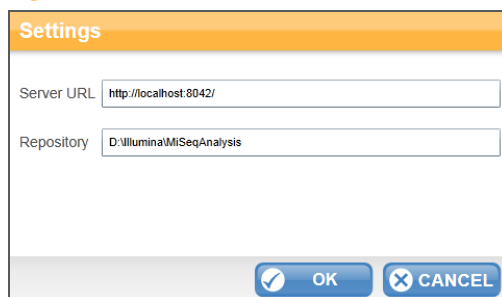 Settings
Server URL http://localhost:8042/
Repository D:\Illumina\MiSeqAnalysis
OK CANCEL